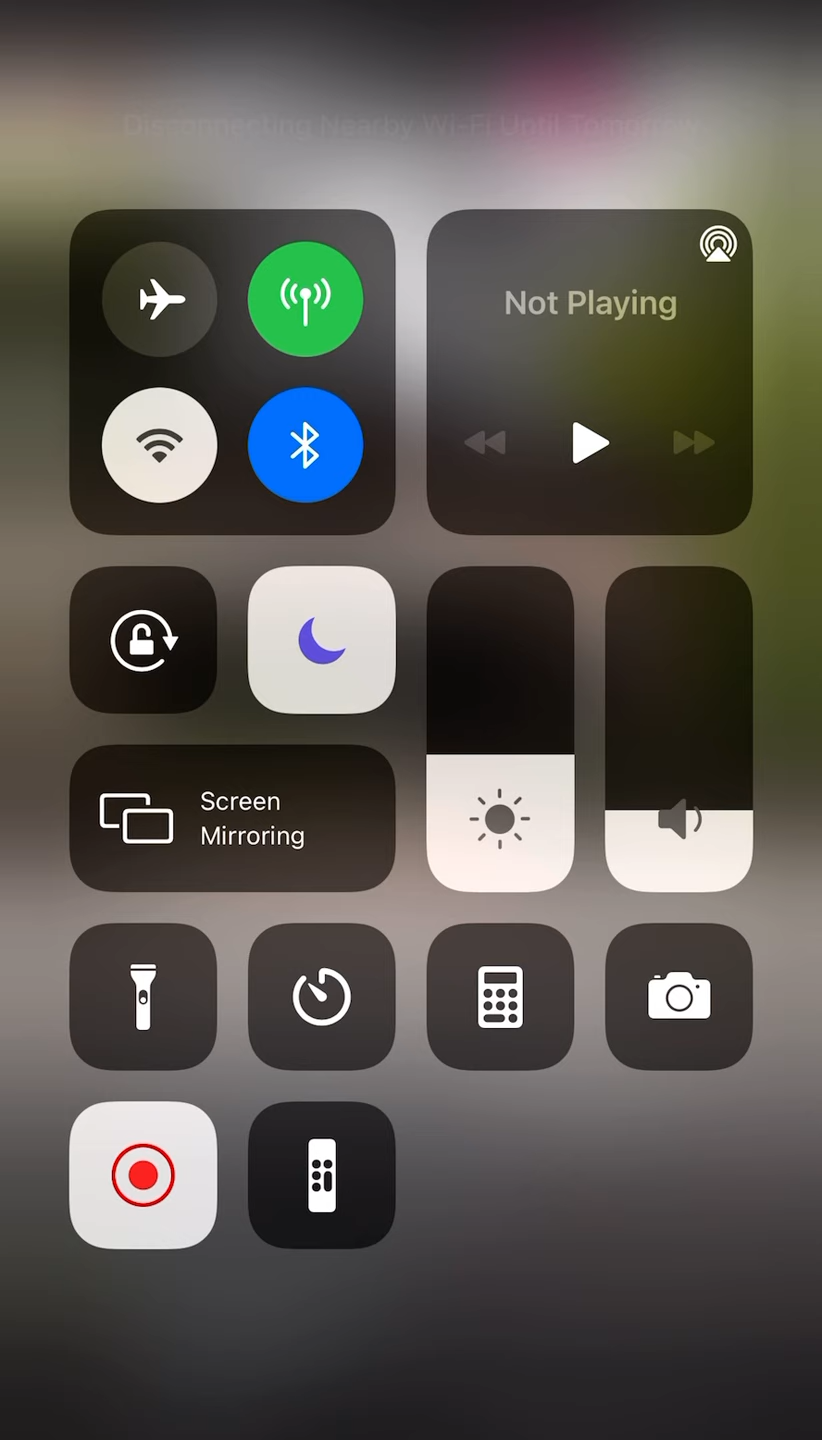 Disconnecting Nearby Wi-Fi Until Tomorrow
Not Playing
Screen
Mirroring